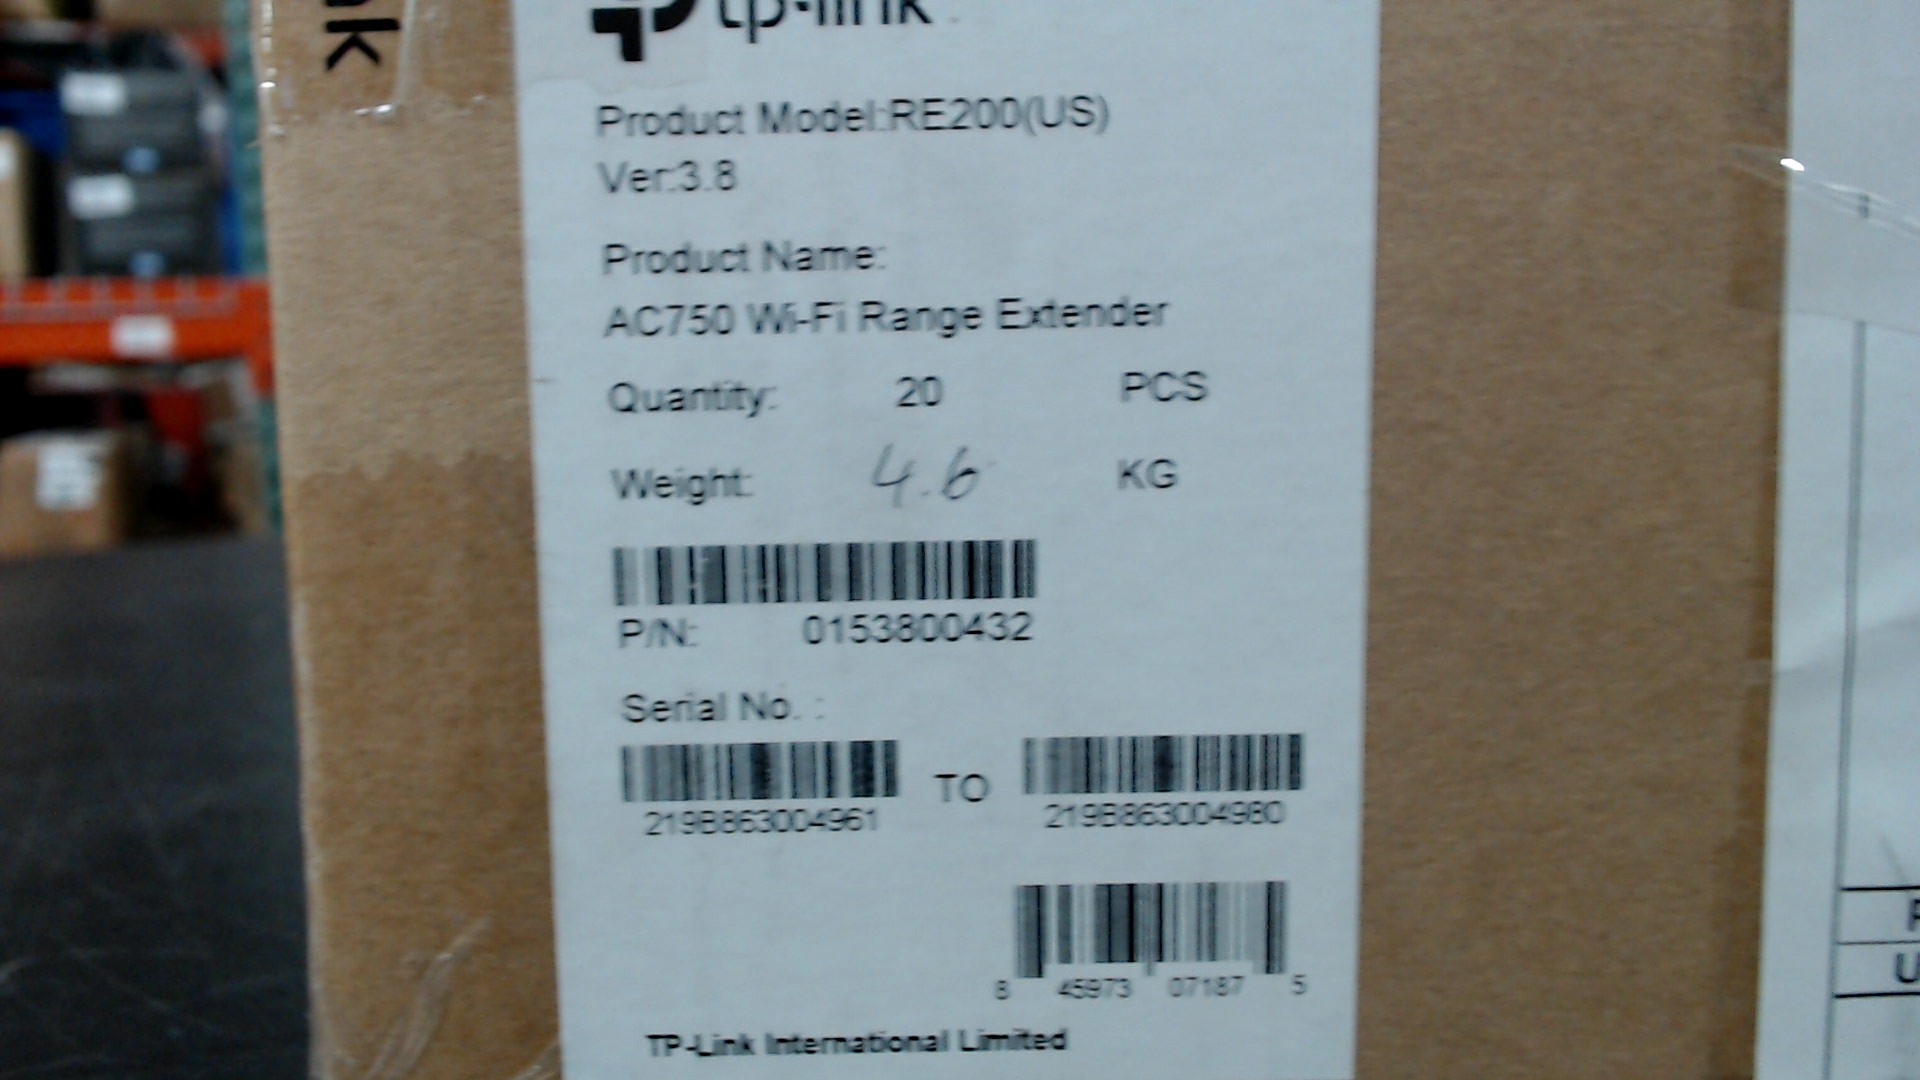 tp-link
Product Model:RE200(US)
Ver:3.8
Product Name:
AC750 Wi-Fi Range Extender
Quantity: 20 PCS
Weight: 4.6 KG
P/N: 0153800432
Serial No. :
219B863004961 TO 219B863004980
8 45973 07187 5
TP-Link International Limited